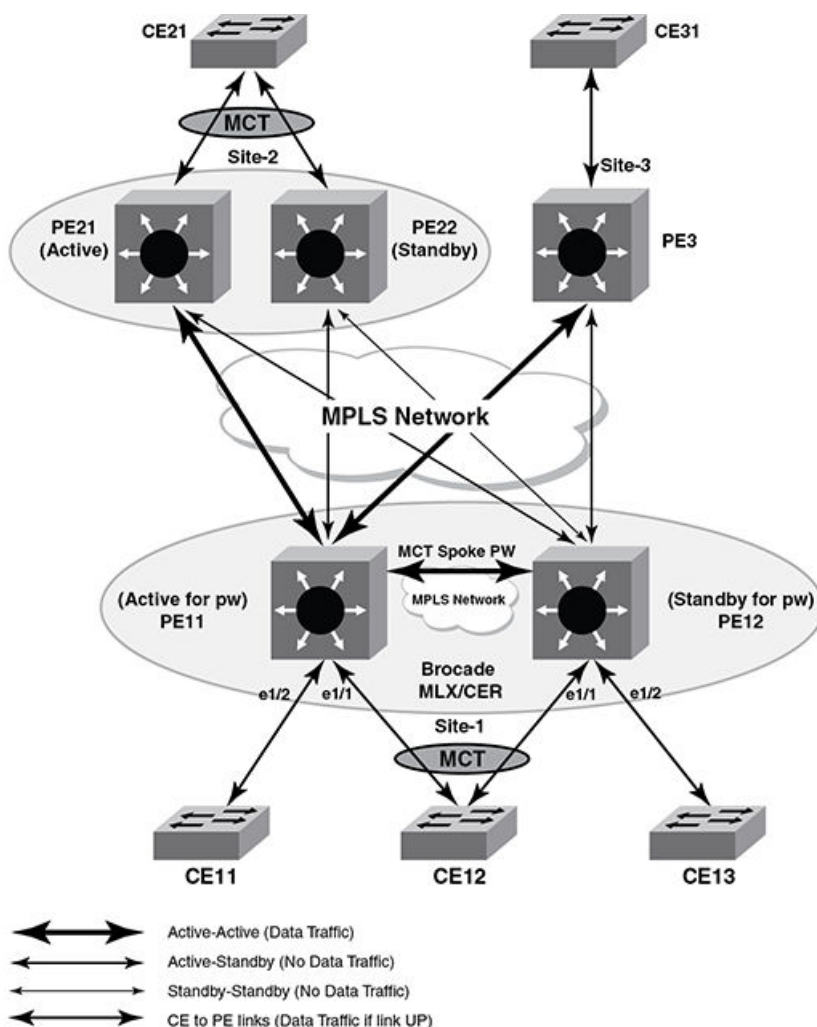 CE21
CE31
MCT
Site-2
Site-3
PE21
(Active)
PE22
(Standby)
PE3
MPLS Network
MCT Spoke PW
MPLS Network
(Active for pw)
PE11
(Standby for pw)
PE12
Brocade
MLX/CER
e1/2
e1/1
e1/1
e1/2
Site-1
MCT
CE11
CE12
CE13
Active-Active (Data Traffic)
Active-Standby (No Data Traffic)
Standby-Standby (No Data Traffic)
CE to PE links (Data Traffic if link UP)